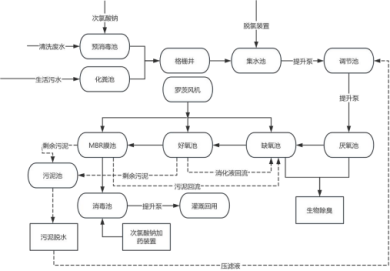 次氯酸钠
脱氯装置
清洗废水
预消毒池
格栅井
集水池
提升泵
调节池
生活污水
化粪池
罗茨风机
提升泵
剩余污泥
MBR膜池
好氧池
缺氧池
厌氧池
剩余污泥
消化液回流
污泥池
污泥回流
消毒池
提升泵
灌溉回用
生物除臭
污泥脱水
次氯酸钠加
药装置
压滤液